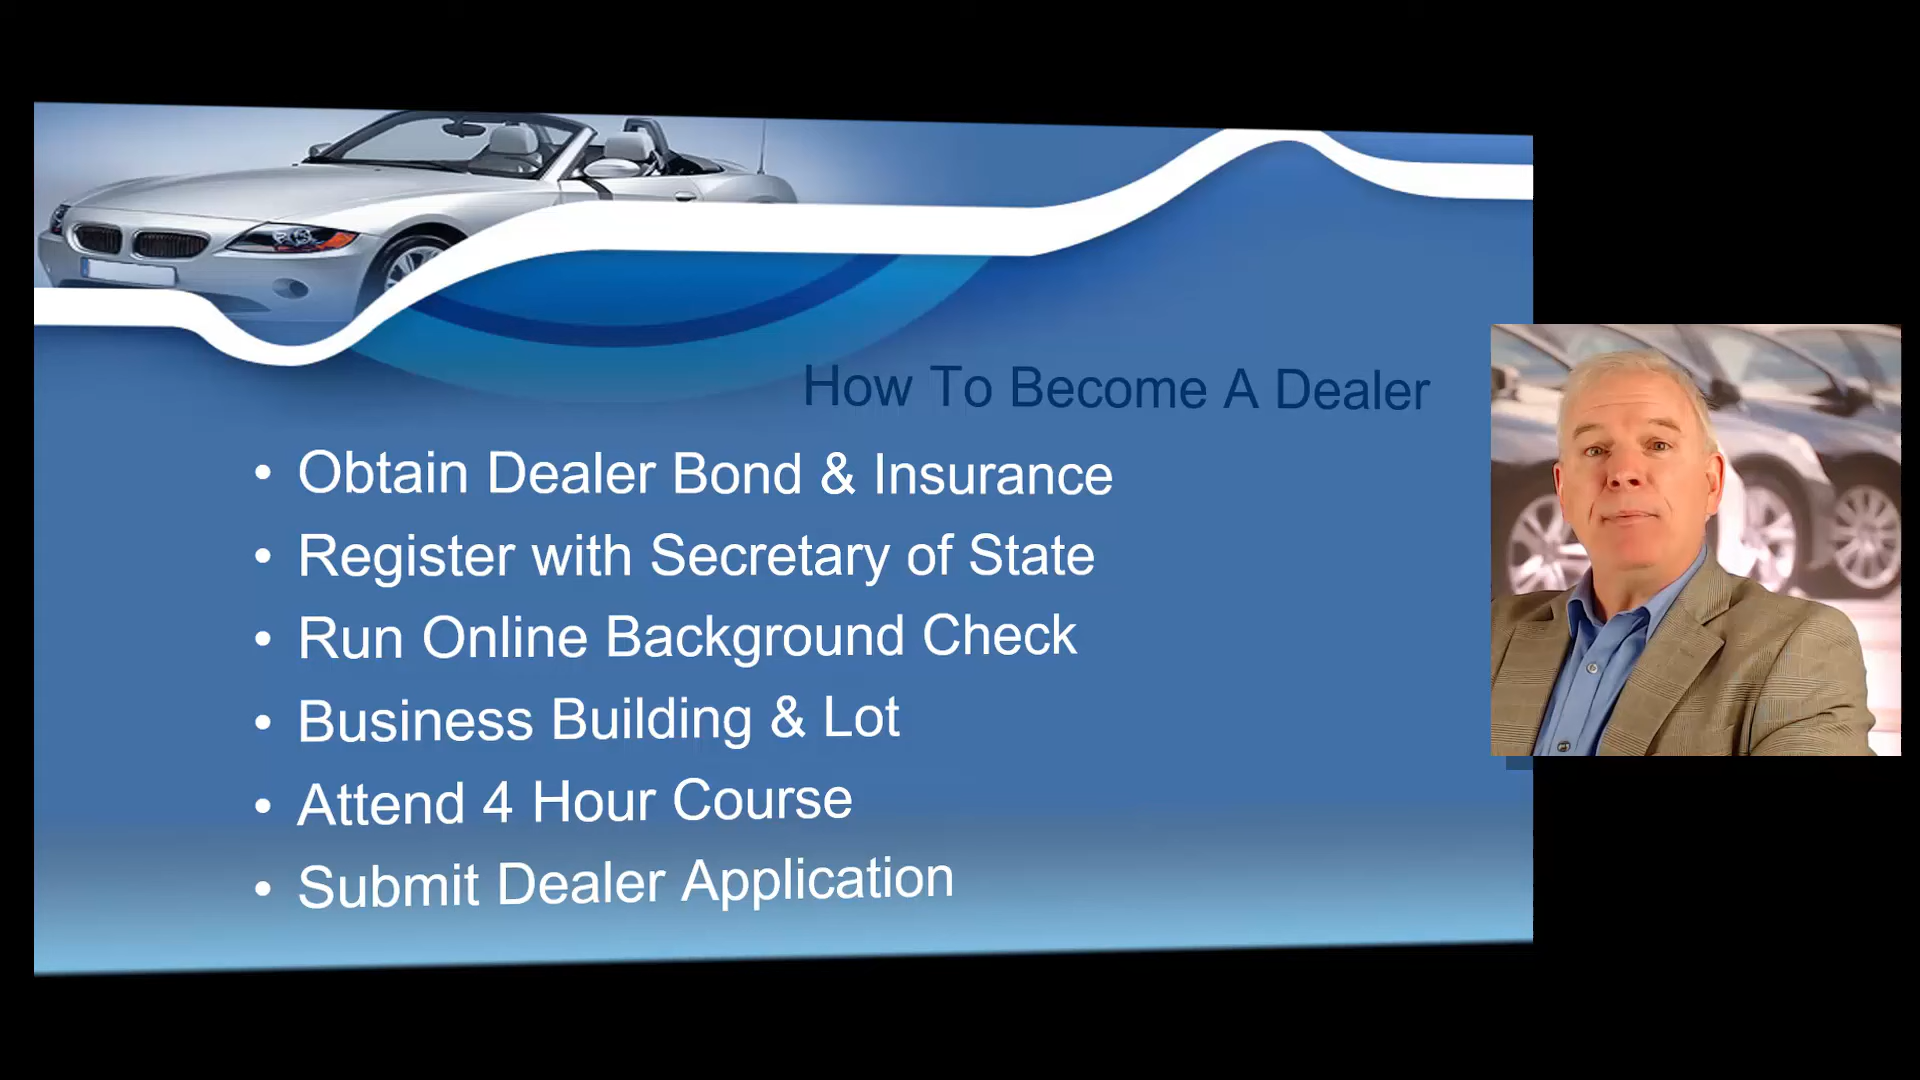 How To Become A Dealer
• Obtain Dealer Bond & Insurance
• Register with Secretary of State
• Run Online Background Check
• Business Building & Lot
• Attend 4 Hour Course
• Submit Dealer Application